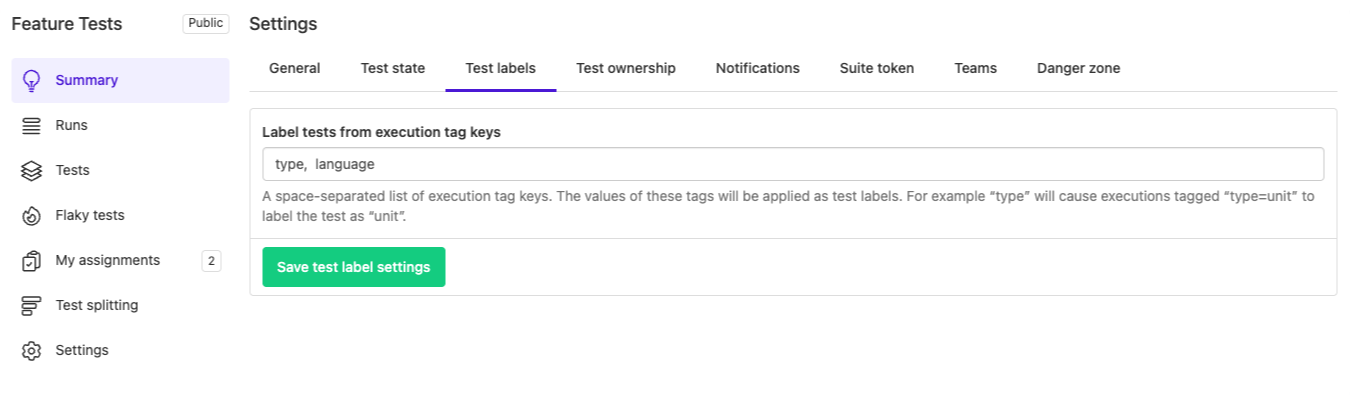 Feature Tests
Public
Summary
Runs
Tests
Flaky tests
My assignments
2
Test splitting
Settings
Settings
General
Test state
Test labels
Test ownership
Notifications
Suite token
Teams
Danger zone
Label tests from execution tag keys
type,  language
A space-separated list of execution tag keys. The values of these tags will be applied as test labels. For example “type” will cause executions tagged “type=unit” to
label the test as “unit”.
Save test label settings